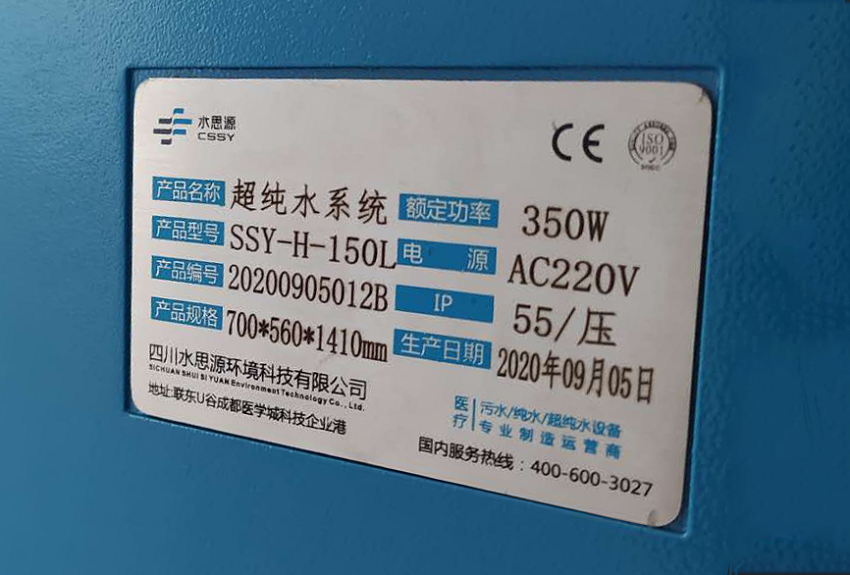 水思源
CSSY
CE
ISO
9001
产品名称 超纯水系统 额定功率 350W
产品型号 SSY-H-150L 电源 AC220V
产品编号 20200905012B IP 55/压
产品规格 700*560*1410mm 生产日期 2020年09月05日
四川水思源环境科技有限公司
SICHUAN SHUI SI YUAN Environment Technology Co., Ltd.
地址:联东U谷成都医学城科技企业港
医疗 污水/纯水/超纯水设备
专业制造运营商
国内服务热线：400-600-3027